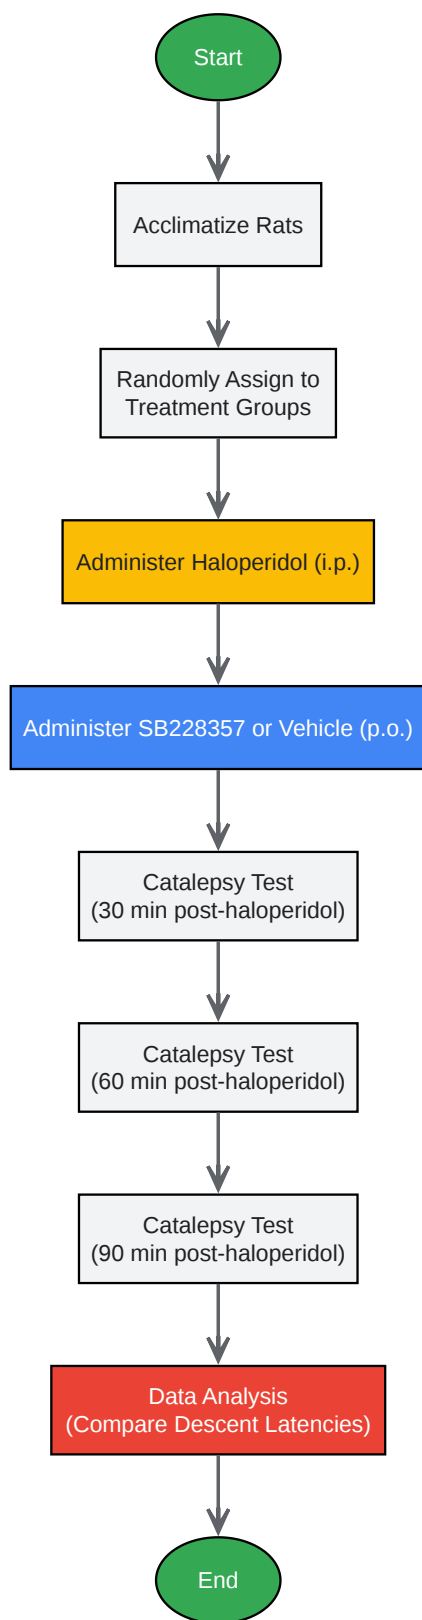 Start
Acclimatize Rats
Randomly Assign to
Treatment Groups
Administer Haloperidol (i.p.)
Administer SB228357 or Vehicle (p.o.)
Catalepsy Test
(30 min post-haloperidol)
Catalepsy Test
(60 min post-haloperidol)
Catalepsy Test
(90 min post-haloperidol)
Data Analysis
(Compare Descent Latencies)
End